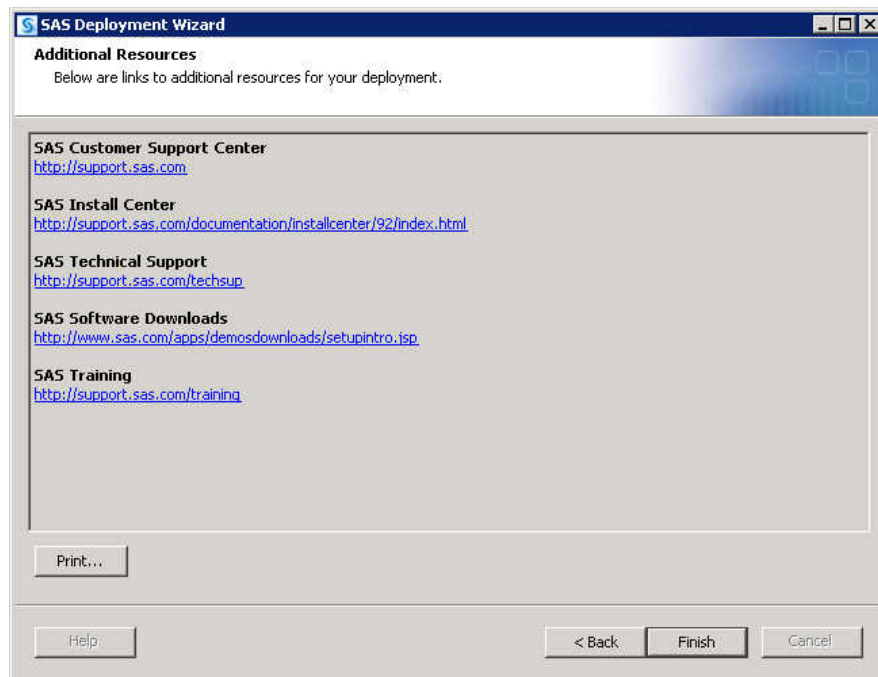 SAS Deployment Wizard
Additional Resources
Below are links to additional resources for your deployment.
SAS Customer Support Center
http://support.sas.com
SAS Install Center
http://support.sas.com/documentation/installcenter/92/index.html
SAS Technical Support
http://support.sas.com/techsup
SAS Software Downloads
http://www.sas.com/apps/demosdownloads/setupintro.jsp
SAS Training
http://support.sas.com/training
Print...
Help
< Back
Finish
Cancel